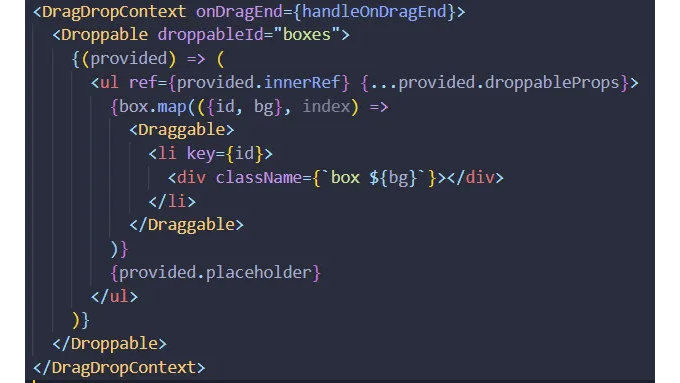 <DragDropContext onDragEnd={handleOnDragEnd}>
<Droppable droppableId="boxes">
{(provided) => (
<ul ref={provided.innerRef} {...provided.droppableProps}>
{box.map(({id, bg}, index) =>
<Draggable>
<li key={id}>
<div className={`box ${bg}`}></div>
</li>
</Draggable>
)}
{provided.placeholder}
</ul>
)}
</Droppable>
</DragDropContext>